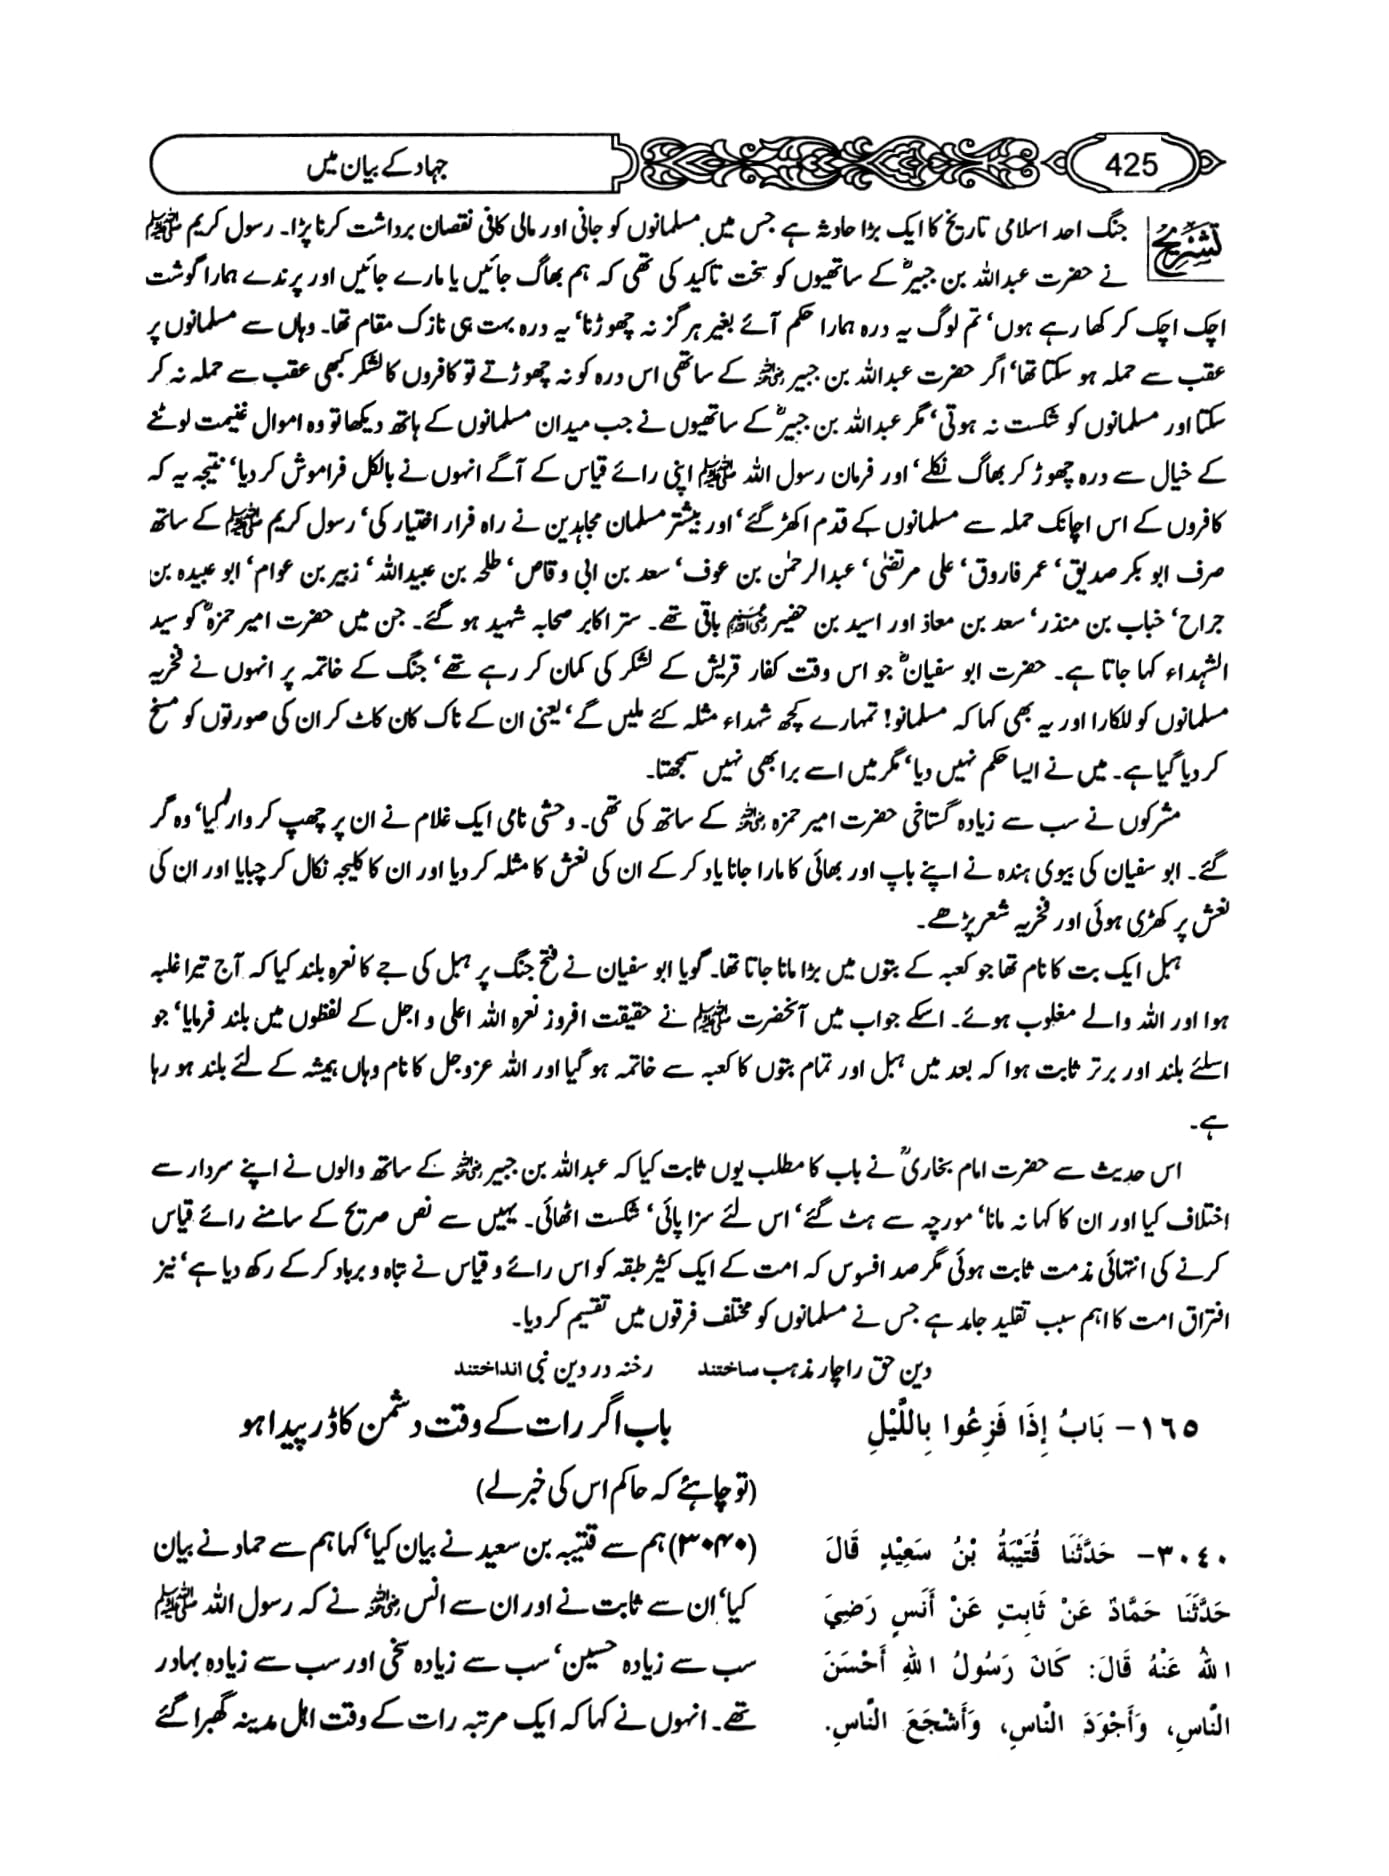 425
جہاد کے بیان میں
تشریح جنگ احد اسلامی تاریخ کا ایک بڑا حادثہ ہے جس میں مسلمانوں کو جانی اور مالی کافی نقصان برداشت کرنا پڑا۔ رسول کریم ﷺ
نے حضرت عبداللہ بن جبیرؓ کے ساتھیوں کو سخت تاکید کی تھی کہ ہم بھاگ جائیں یا مارے جائیں اور پرندے ہمارا گوشت
اچک اچک کر کھا رہے ہوں‘ تم لوگ یہ درہ ہمارا حکم آئے بغیر ہرگز نہ چھوڑنا‘ یہ درہ بہت ہی نازک مقام تھا۔ وہاں سے مسلمانوں پر
عقب سے حملہ ہو سکتا تھا‘ اگر حضرت عبداللہ بن جبیر رضی اللہ عنہ کے ساتھی اس درہ کو نہ چھوڑتے تو کافروں کا لشکر کبھی عقب سے حملہ نہ کر
سکتا اور مسلمانوں کو شکست نہ ہوتی‘ مگر عبداللہ بن جبیرؓ کے ساتھیوں نے جب میدان مسلمانوں کے ہاتھ دیکھا تو وہ اموال غنیمت لوٹنے
کے خیال سے درہ چھوڑ کر بھاگ نکلے‘ اور فرمان رسول اللہ ﷺ اپنی رائے قیاس کے آگے انہوں نے بالکل فراموش کر دیا‘ نتیجہ یہ کہ
کافروں کے اس اچانک حملہ سے مسلمانوں کے قدم اکھڑ گئے‘ اور بیشتر مسلمان مجاہدین نے راہ فرار اختیار کی‘ رسول کریم ﷺ کے ساتھ
صرف ابو بکر صدیق‘ عمر فاروق‘ علی مرتضیٰ‘ عبدالرحمٰن بن عوف‘ سعد بن ابی وقاص‘ طلحہ بن عبیداللہ‘ زبیر بن عوام‘ ابو عبیدہ بن
جراح‘ خباب بن منذر‘ سعد بن معاذ اور اسید بن حضیر رضی اللہ عنہم باقی تھے۔ ستر اکابر صحابہ شہید ہو گئے۔ جن میں حضرت امیر حمزہؓ کو سید
الشہداء کہا جاتا ہے۔ حضرت ابو سفیانؓ جو اس وقت کفار قریش کے لشکر کی کمان کر رہے تھے‘ جنگ کے خاتمہ پر انہوں نے فخریہ
مسلمانوں کو للکارا اور یہ بھی کہا کہ مسلمانو! تمہارے کچھ شہداء مثلہ کئے ملیں گے‘ یعنی ان کے ناک کان کاٹ کر ان کی صورتوں کو مسخ
کر دیا گیا ہے۔ میں نے ایسا حکم نہیں دیا‘ مگر میں اسے برا بھی نہیں سمجھتا۔
مشرکوں نے سب سے زیادہ گستاخی حضرت امیر حمزہ رضی اللہ عنہ کے ساتھ کی تھی۔ وحشی نامی ایک غلام نے ان پر چھپ کر وار کیا‘ وہ گر
گئے۔ ابو سفیان کی بیوی ہندہ نے اپنے باپ اور بھائی کا مارا جانا یاد کر کے ان کی نعش کا مثلہ کر دیا اور ان کا کلیجہ نکال کر چبایا اور ان کی
نعش پر کھڑی ہوئی اور فخریہ شعر پڑھے۔
ہبل ایک بت کا نام تھا جو کعبہ کے بتوں میں بڑا مانا جاتا تھا۔ گویا ابو سفیان نے فتح جنگ پر ہبل کی جے کا نعرہ بلند کیا کہ آج تیرا غلبہ
ہوا اور اللہ والے مغلوب ہوئے۔ اسکے جواب میں آنحضرت ﷺ نے حقیقت افروز نعرہ اللہ اعلی و اجل کے لفظوں میں بلند فرمایا‘ جو
اسلئے بلند اور برتر ثابت ہوا کہ بعد میں ہبل اور تمام بتوں کا کعبہ سے خاتمہ ہو گیا اور اللہ عزوجل کا نام وہاں ہمیشہ کے لئے بلند ہو رہا
ہے۔
اس حدیث سے حضرت امام بخاریؒ نے باب کا مطلب یوں ثابت کیا کہ عبداللہ بن جبیر رضی اللہ عنہ کے ساتھ والوں نے اپنے سردار سے
اختلاف کیا اور ان کا کہا نہ مانا‘ مورچہ سے ہٹ گئے‘ اس لئے سزا پائی‘ شکست اٹھائی۔ یہیں سے نص صریح کے سامنے رائے قیاس
کرنے کی انتہائی مذمت ثابت ہوئی مگر صد افسوس کہ امت کے ایک کثیر طبقہ کو اس رائے و قیاس نے تباہ و برباد کر کے رکھ دیا ہے‘ نیز
افتراق امت کا اہم سبب تقلید جامد ہے جس نے مسلمانوں کو مختلف فرقوں میں تقسیم کر دیا۔
دین حق را چار مذہب ساختند رخنہ در دین نبی انداختند
١٦٥- بَابُ إِذَا فَزِعُوا بِاللَّيْلِ
باب اگر رات کے وقت دشمن کا ڈر پیدا ہو
(تو چاہئے کہ حاکم اس کی خبر لے)
٣٠٤٠- حَدَّثَنَا قُتَيْبَةُ بْنُ سَعِيْدٍ قَالَ
حَدَّثَنَا حَمَّادٌ عَنْ ثَابِتٍ عَنْ أَنَسٍ رَضِيَ
اللهُ عَنْهُ قَالَ: كَانَ رَسُولُ اللهِ أَحْسَنَ
النَّاسِ، وَأَجْوَدَ النَّاسِ، وَأَشْجَعَ النَّاسِ.
(۳۰۴۰) ہم سے قتیبہ بن سعید نے بیان کیا‘ کہا ہم سے حماد نے بیان
کیا‘ ان سے ثابت نے اور ان سے انس رضی اللہ عنہ نے کہ رسول اللہ ﷺ
سب سے زیادہ حسین‘ سب سے زیادہ سخی اور سب سے زیادہ بہادر
تھے۔ انہوں نے کہا کہ ایک مرتبہ رات کے وقت اہل مدینہ گھبرا گئے